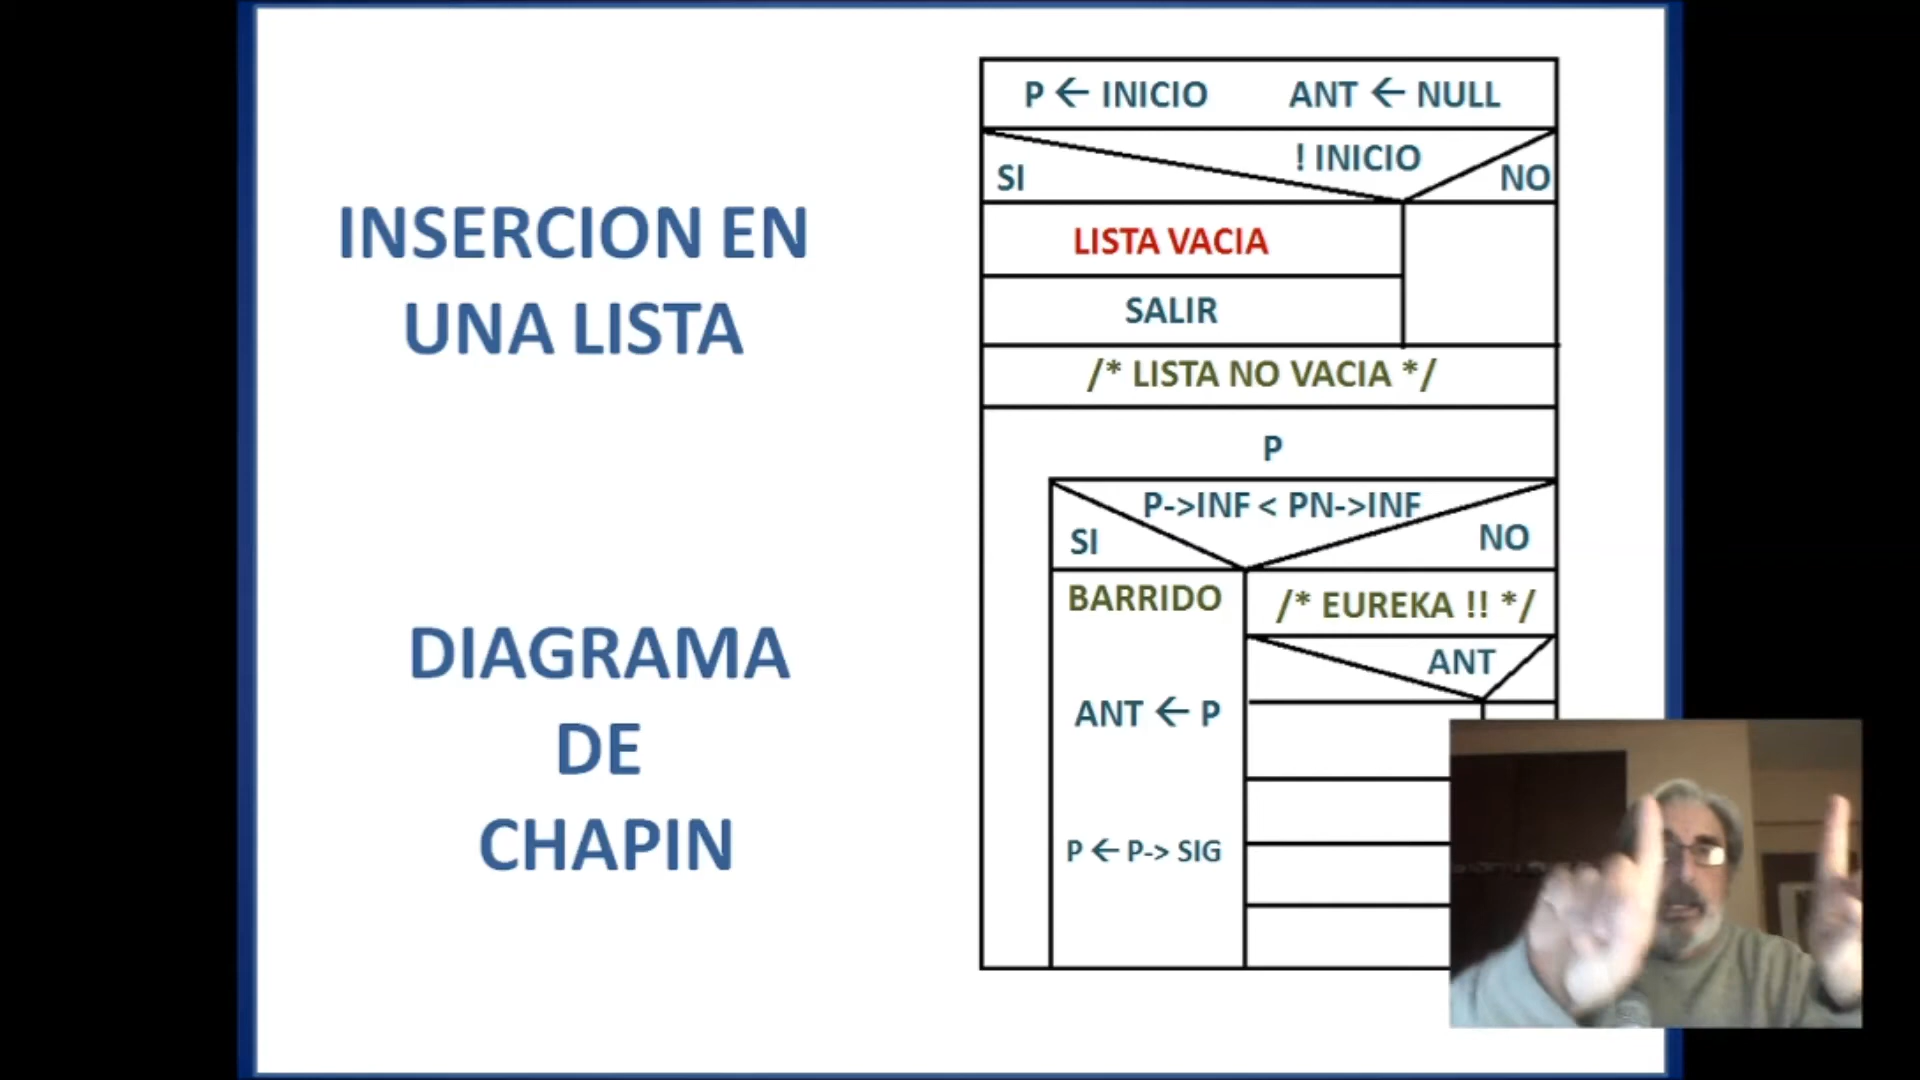 INSERCION EN
UNA LISTA
DIAGRAMA
DE
CHAPIN
P ← INICIO ANT ← NULL
! INICIO
SI NO
LISTA VACIA
SALIR
/* LISTA NO VACIA */
P
P->INF < PN->INF
SI NO
BARRIDO
/* EUREKA !! */
ANT
ANT ← P
P ← P-> SIG